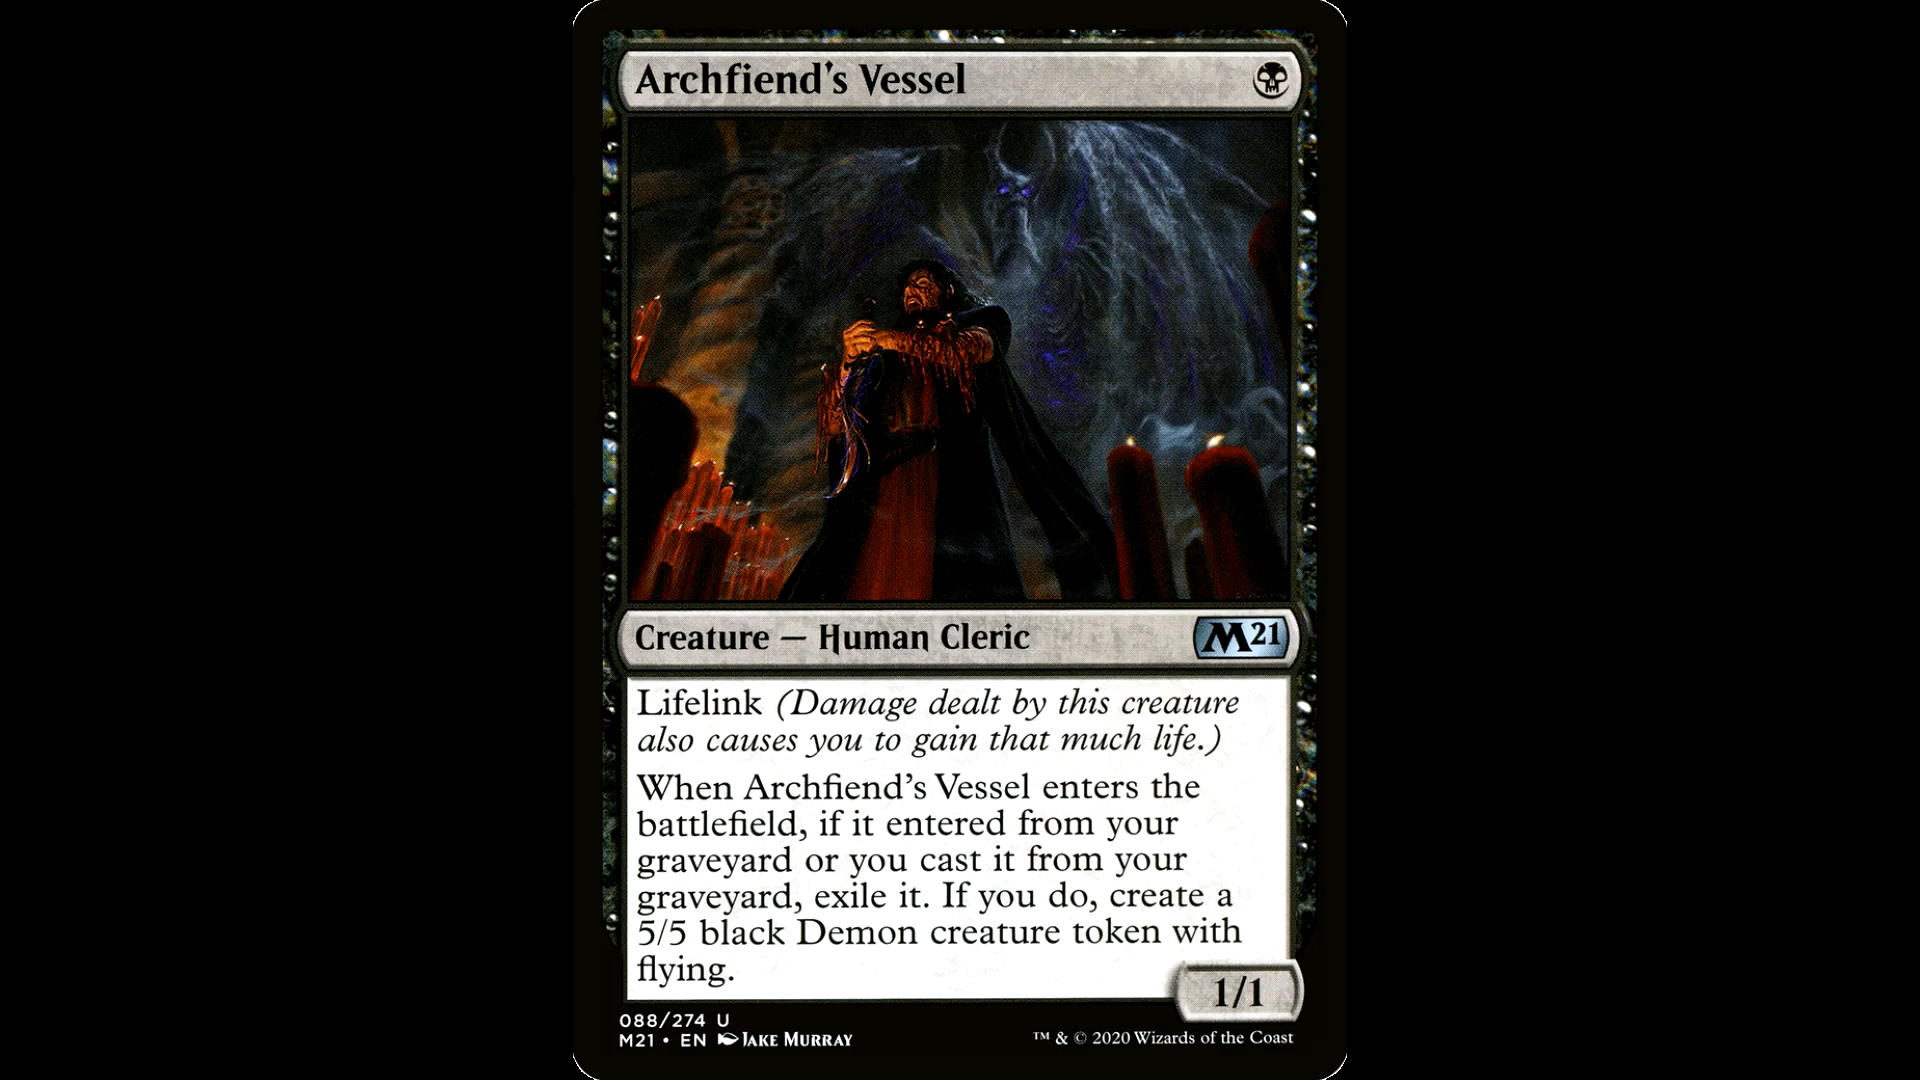 Archfiend's Vessel
Creature — Human Cleric
M21
Lifelink (Damage dealt by this creature
also causes you to gain that much life.)
When Archfiend's Vessel enters the
battlefield, if it entered from your
graveyard or you cast it from your
graveyard, exile it. If you do, create a
5/5 black Demon creature token with
flying.
1/1
088/274 U
M21 • EN Jake Murray
™ & © 2020 Wizards of the Coast